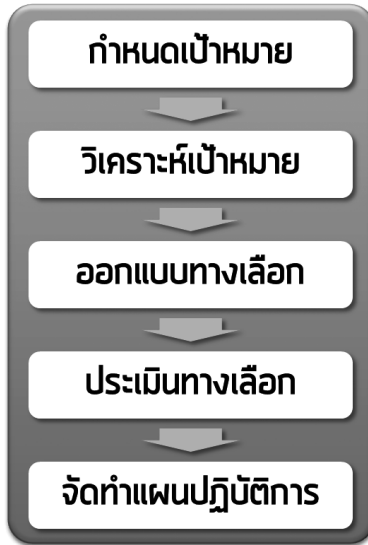 กำหนดเป้าหมาย
วิเคราะห์เป้าหมาย
ออกแบบทางเลือก
ประเมินทางเลือก
จัดทำแผนปฏิบัติการ